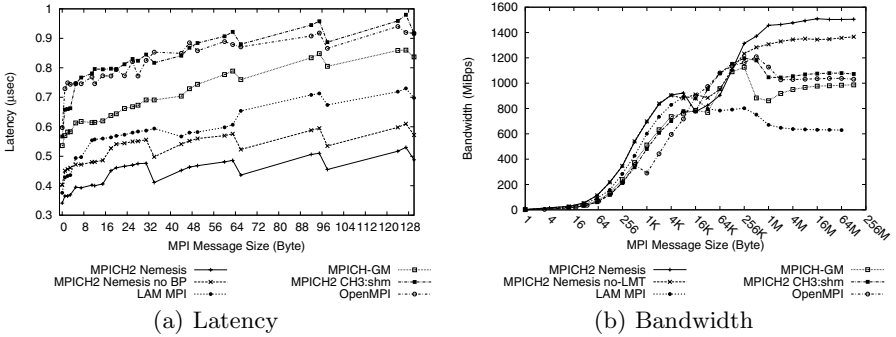 1
0.9
0.8
0.7
0.6
0.5
0.4
0.3
Latency (μsec)
0 8 16 24 32 40 48 56 64 72 80 88 96 104 112 120 128
MPI Message Size (Byte)
MPICH2 Nemesis
MPICH2 Nemesis no BP
LAM MPI
MPICH-GM
MPICH2 CH3:shm
OpenMPI
(a) Latency
1600
1400
1200
1000
800
600
400
200
0
Bandwidth (MiBps)
1 4 16 64 256 1K 4K 16K 64K 256K 1M 4M 16M 64M 256M
MPI Message Size (Byte)
MPICH2 Nemesis
MPICH2 Nemesis no-LMT
LAM MPI
MPICH-GM
MPICH2 CH3:shm
OpenMPI
(b) Bandwidth